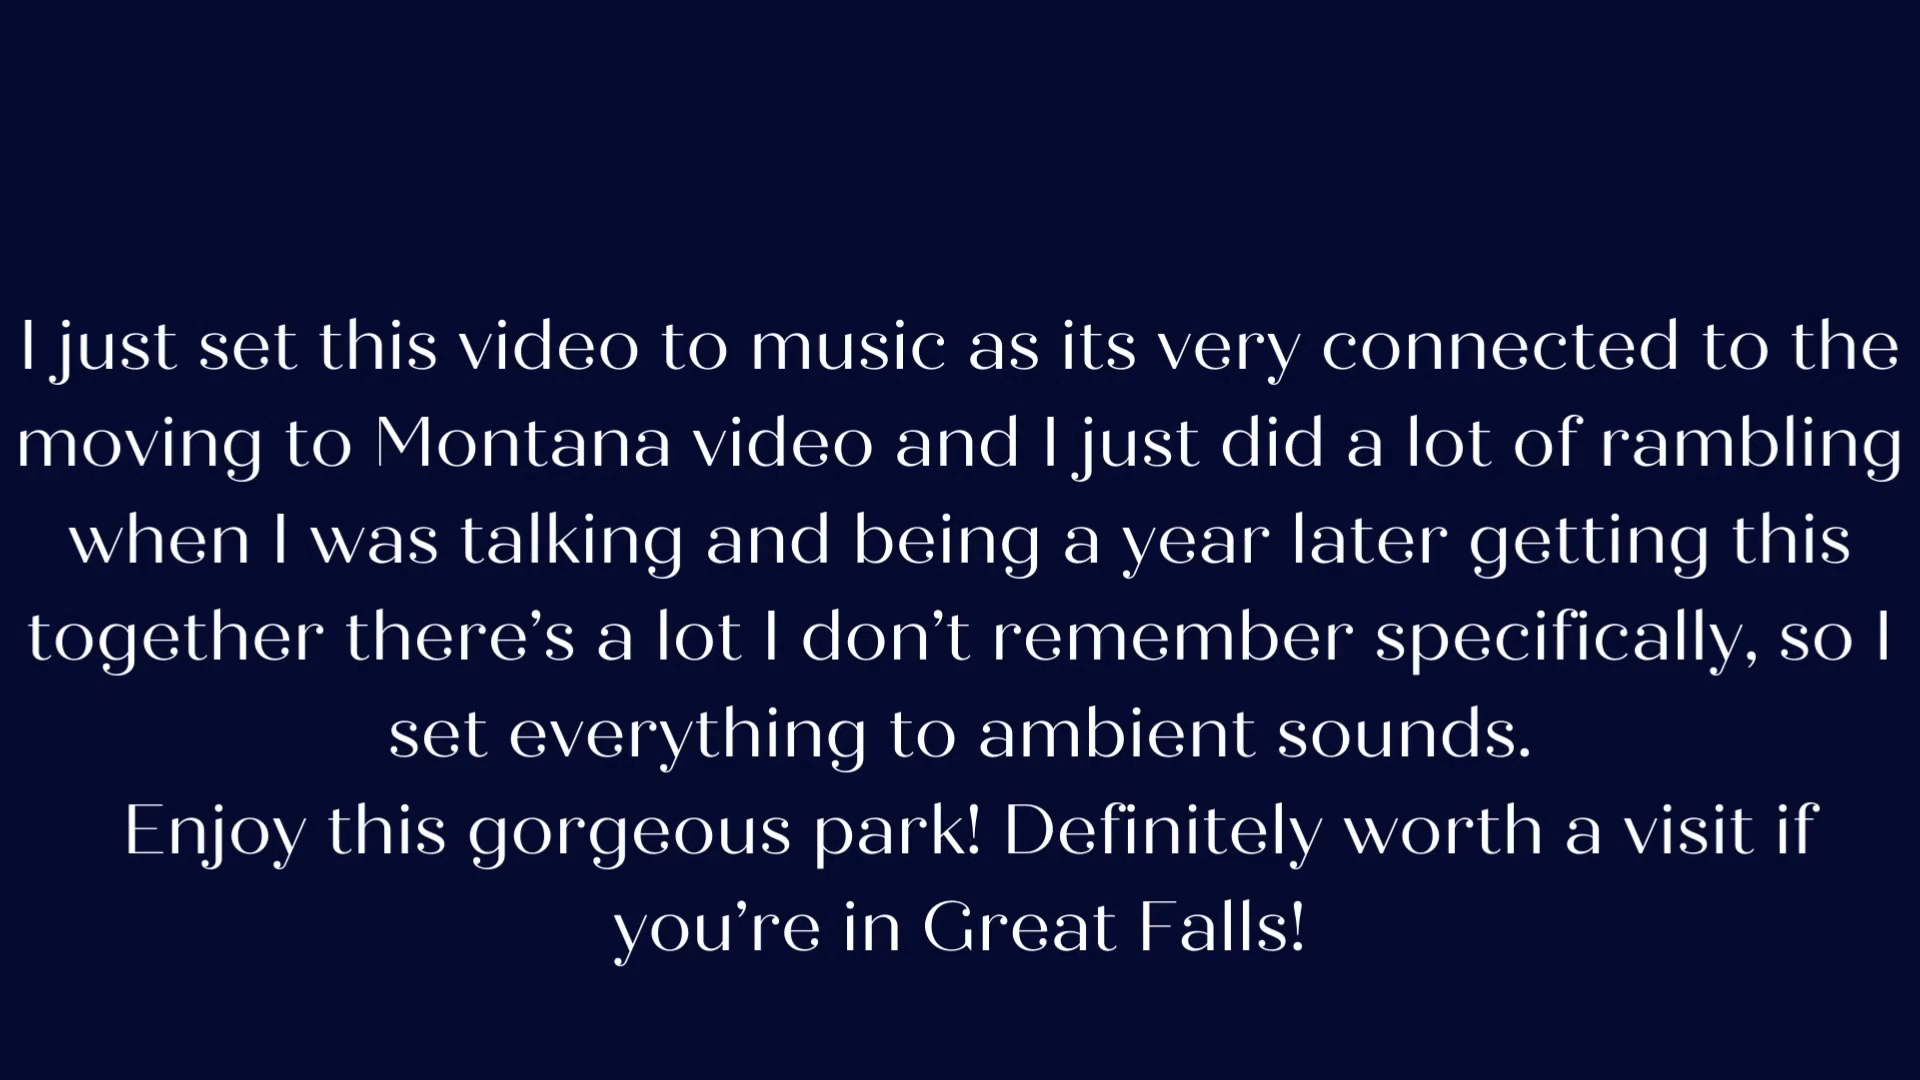 I just set this video to music as its very connected to the
moving to Montana video and I just did a lot of rambling
when I was talking and being a year later getting this
together there’s a lot I don’t remember specifically, so I
set everything to ambient sounds.
Enjoy this gorgeous park! Definitely worth a visit if
you’re in Great Falls!